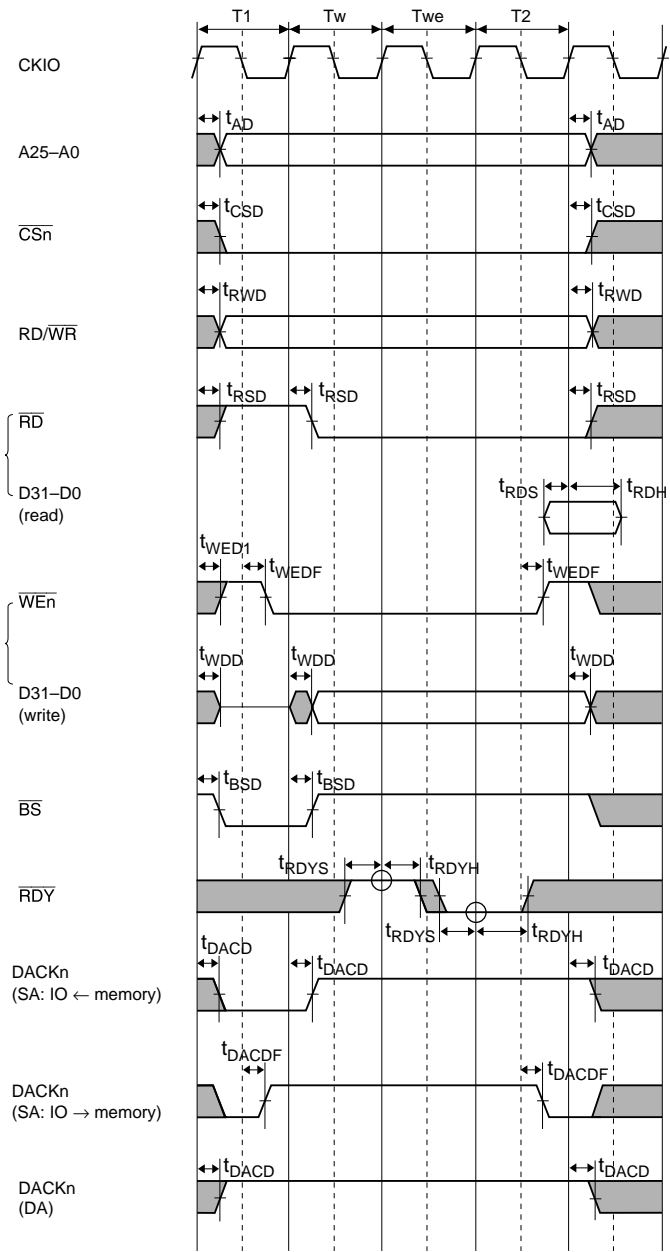 T1 Tw Twe T2
CKIO
tAD tAD
A25–A0
tCSD tCSD
CSn
tRWD tRWD
RD/WR
tRSD tRSD tRSD
RD
D31–D0
(read)
tRDS tRDH
tWED1 tWEDF tWEDF
WEn
tWDD tWDD tWDD
D31–D0
(write)
tBSD tBSD
BS
tRDYS tRDYH
RDY
tRDYS tRDYH
tDACD tDACD tDACD
DACKn
(SA: IO ← memory)
tDACDF tDACDF
DACKn
(SA: IO → memory)
tDACD tDACD
DACKn
(DA)